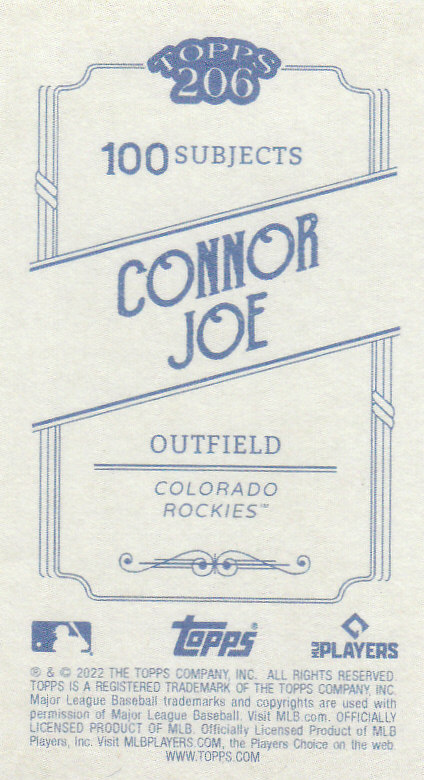 TOPPS
206
100 SUBJECTS
CONNOR
JOE
OUTFIELD
COLORADO
ROCKIES™
topps®
MLB PLAYERS
® & © 2022 THE TOPPS COMPANY, INC. ALL RIGHTS RESERVED.
TOPPS IS A REGISTERED TRADEMARK OF THE TOPPS COMPANY, INC.
Major League Baseball trademarks and copyrights are used with
permission of Major League Baseball. Visit MLB.com. OFFICIALLY
LICENSED PRODUCT OF MLB. Officially Licensed Product of MLB
Players, Inc. Visit MLBPLAYERS.COM, the Players Choice on the web.
WWW.TOPPS.COM